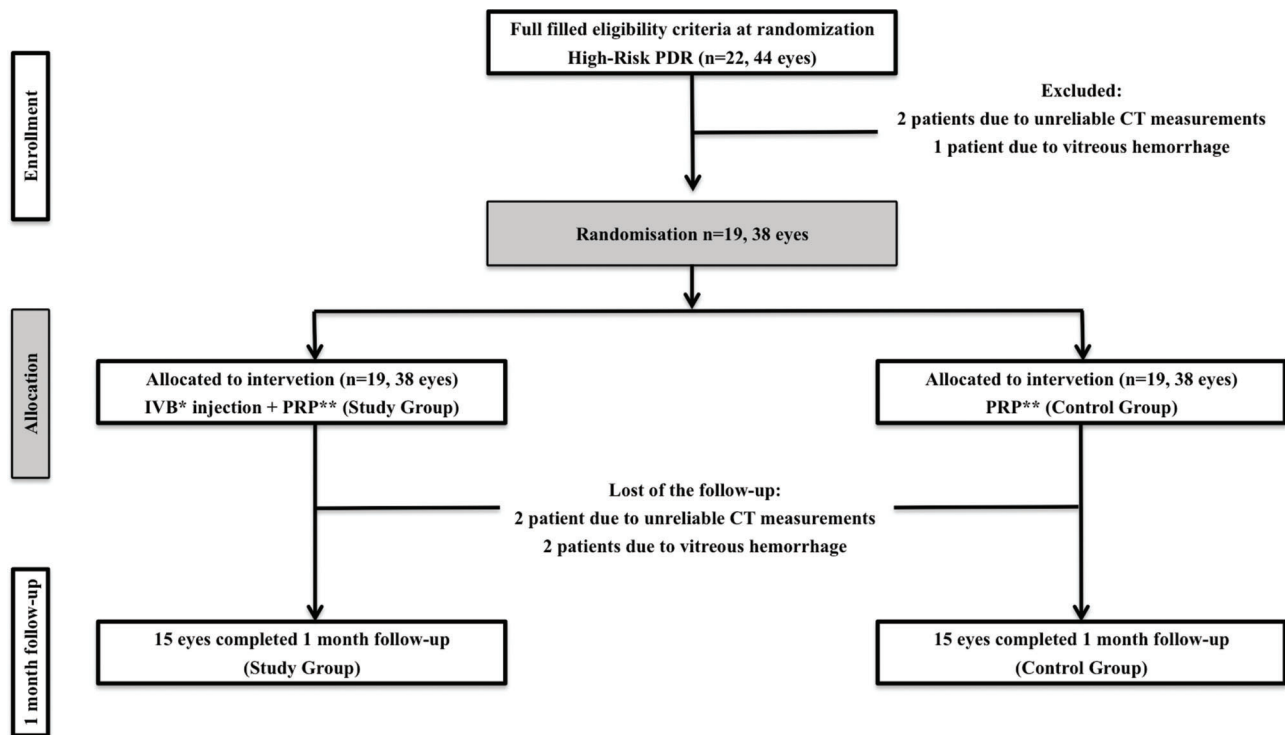 Enrollment
Full filled eligibility criteria at randomization
High-Risk PDR (n=22, 44 eyes)
Excluded:
2 patients due to unreliable CT measurements
1 patient due to vitreous hemorrhage
Randomisation n=19, 38 eyes
Allocation
Allocated to intervetion (n=19, 38 eyes)
IVB* injection + PRP** (Study Group)
Allocated to intervetion (n=19, 38 eyes)
PRP** (Control Group)
Lost of the follow-up:
2 patient due to unreliable CT measurements
2 patients due to vitreous hemorrhage
1 month follow-up
15 eyes completed 1 month follow-up
(Study Group)
15 eyes completed 1 month follow-up
(Control Group)